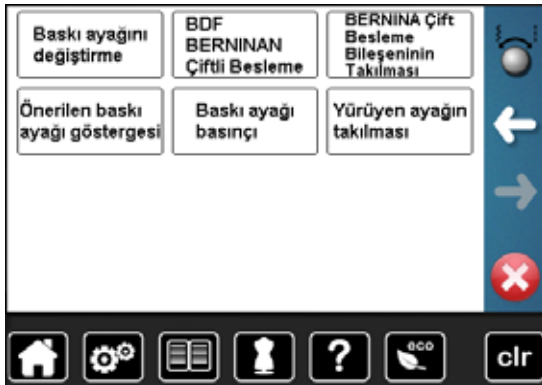 Baskı ayağını
değiştirme
BDF
BERNINAN
Çiftli Besleme
BERNINA Çift
Besleme
Bileşeninin
Takılması
Önerilen baskı
ayağı göstergesi
Baskı ayağı
basınçı
Yürüyen ayağın
takılması
?
eco
clr